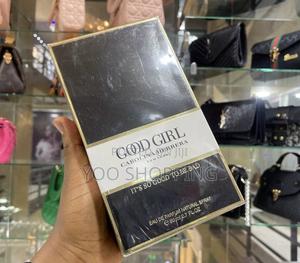 GOOD GIRL
CAROLINA HERRERA
NEW YORK
YOO SHOPPING
IT'S SO GOOD TO BE BAD
EAU DE PARFUM NATURAL SPRAY